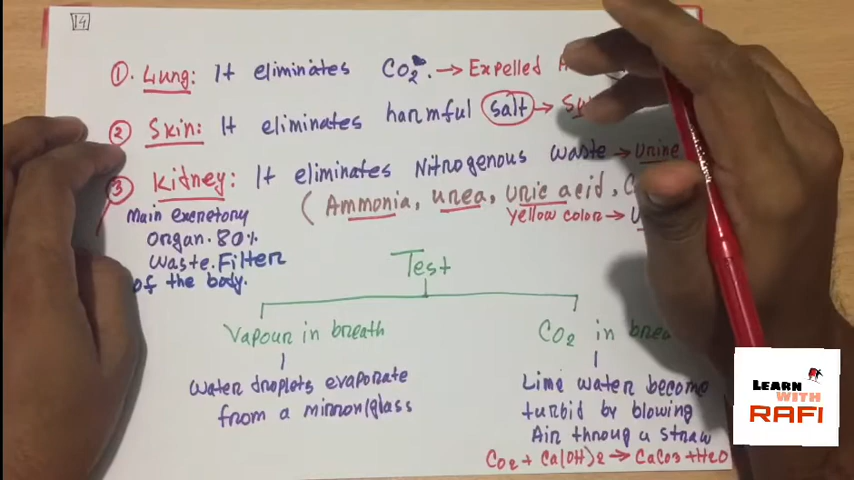 14
1. Lung: It eliminates CO2. → Expelled
2 Skin: It eliminates harmful salt →
3 Kitney: It eliminates Nitrogenous waste → Urine
(Ammonia, urea, uric acid,
yellow color →
Main excretory
organ. 80%
waste. Filter
of the body.
Test
Vapour in breath
Water droplets evaporate
from a mirror/glass
CO2 in
Lime water become
turbid by blowing
Air throug a straw
CO2 + Ca(OH)2 → CaCO3 + H2O
LEARN
WITH
RAFI